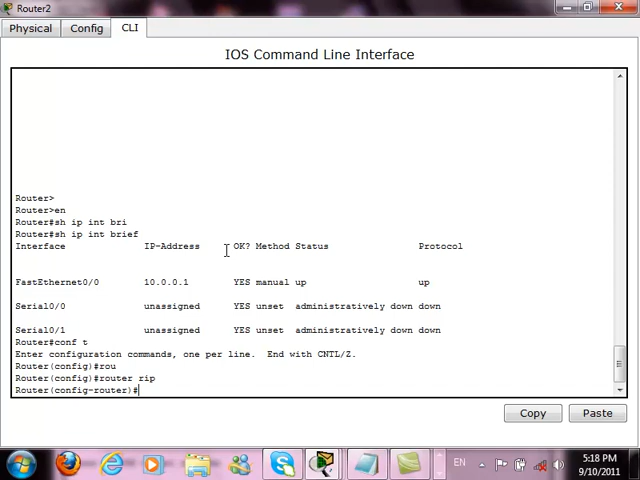 Router2
Physical Config CLI
IOS Command Line Interface
Router>
Router>en
Router#sh ip int bri
Router#sh ip int brief
Interface IP-Address OK? Method Status Protocol
FastEthernet0/0 10.0.0.1 YES manual up up
Serial0/0 unassigned YES unset administratively down down
Serial0/1 unassigned YES unset administratively down down
Router#conf t
Enter configuration commands, one per line. End with CNTL/Z.
Router(config)#rou
Router(config)#router rip
Router(config-router)#
Copy Paste
EN 5:18 PM
9/10/2011